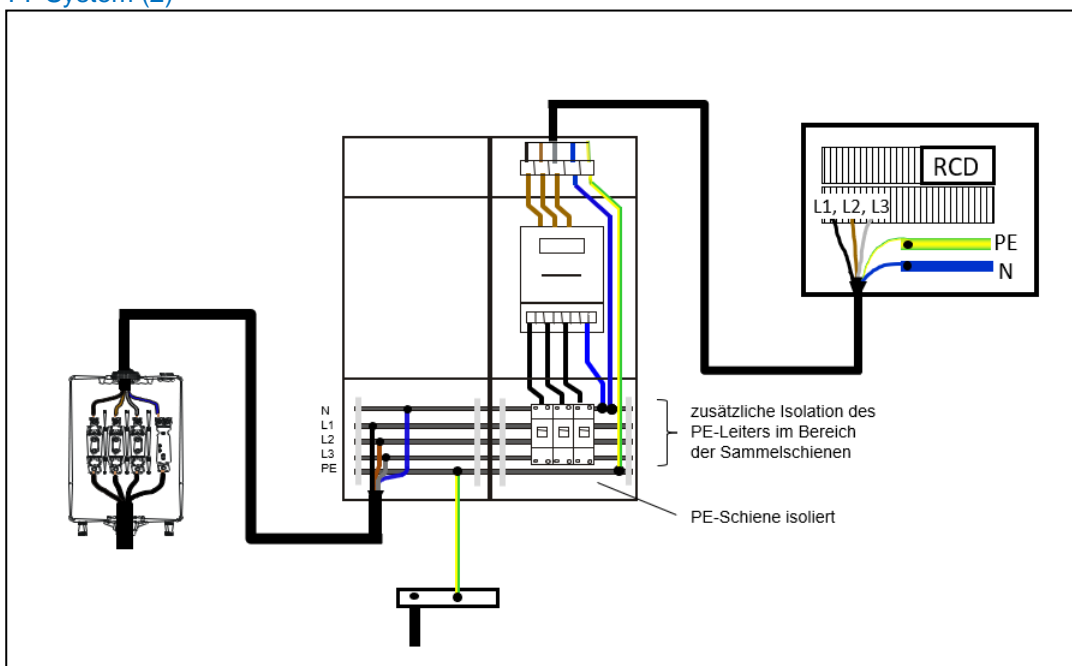 RCD
L1, L2, L3
PE
N
N
L1
L2
L3
PE
zusätzliche Isolation des
PE-Leiters im Bereich
der Sammelschienen
PE-Schiene isoliert